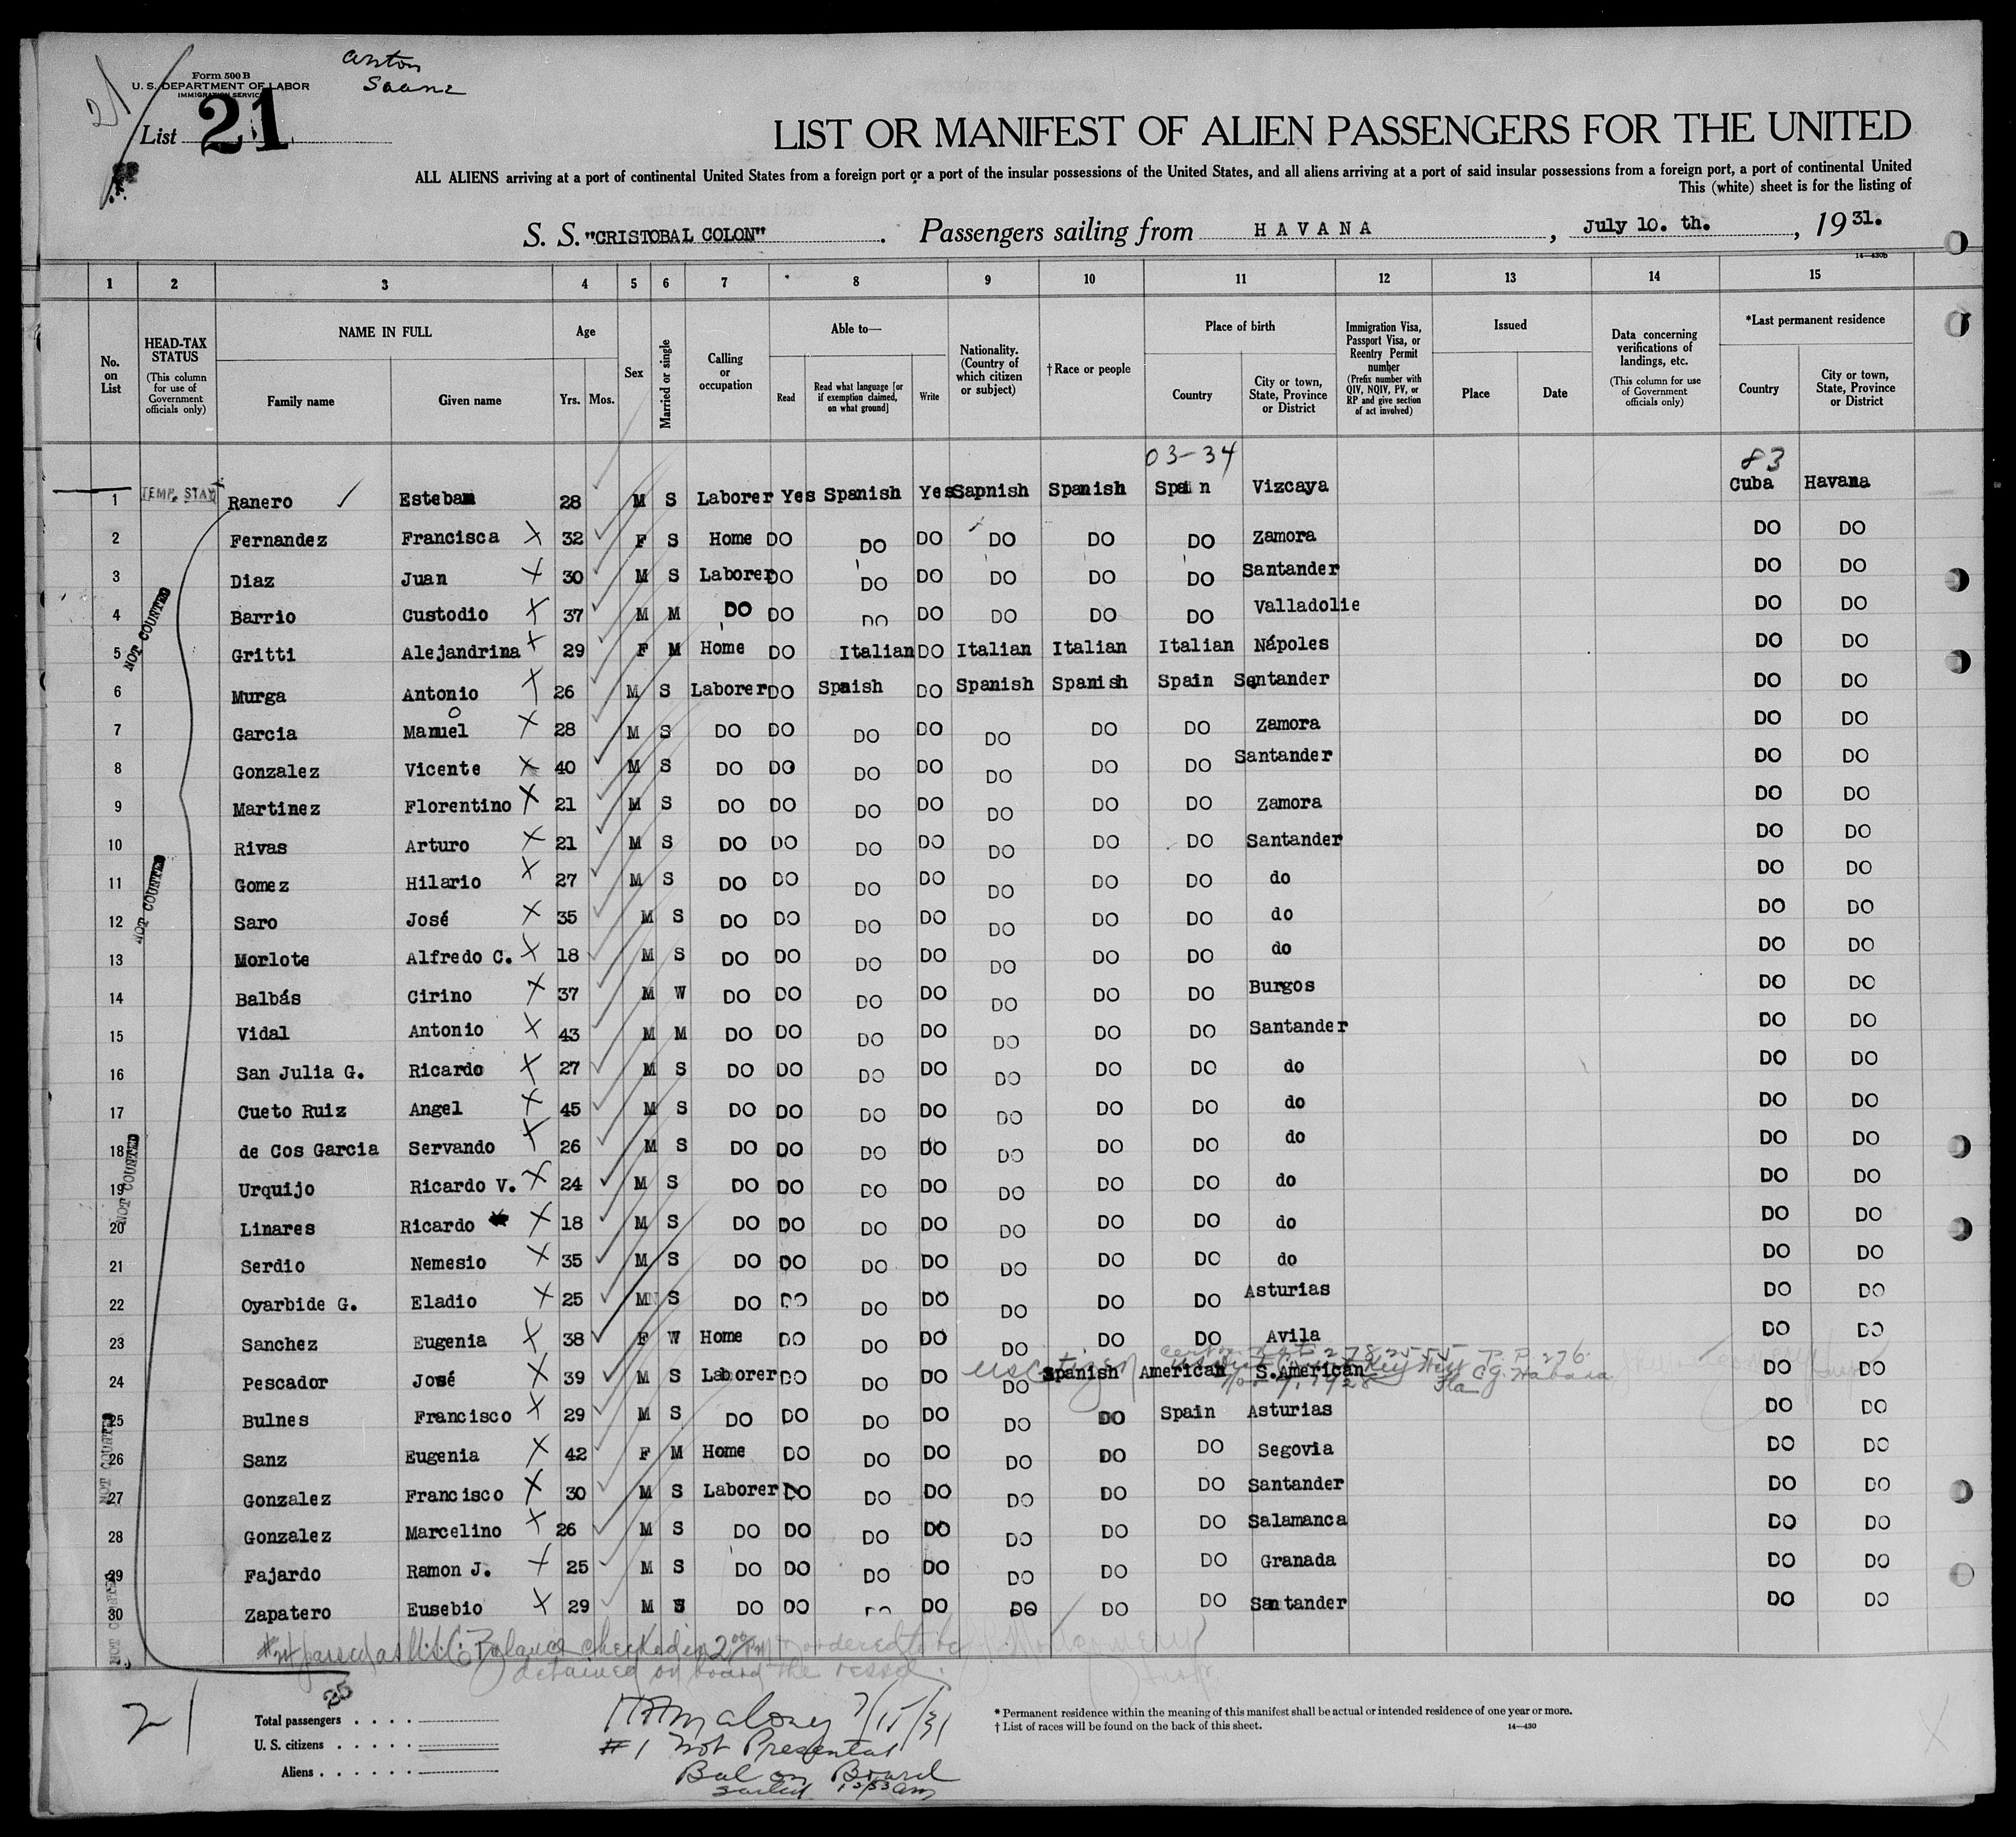 Form 500 B
U. S. DEPARTMENT OF LABOR
IMMIGRATION SERVICE
List 21
LIST OR MANIFEST OF ALIEN PASSENGERS FOR THE UNITED
ALL ALIENS arriving at a port of continental United States from a foreign port or a port of the insular possessions of the United States, and all aliens arriving at a port of said insular possessions from a foreign port, a port of continental United
This (white) sheet is for the listing of
S. S. "CRISTOBAL COLON". Passengers sailing from HAVANA, July 10. th., 1931.
14—430b
1 2 3 4 5 6 7 8 9 10 11 12 13 14 15
No. on List
HEAD-TAX STATUS
(This column for use of Government officials only)
NAME IN FULL
Family name Given name
Age
Yrs. Mos.
Sex
Married or single
Calling or occupation
Able to—
Read Read what language [or if exemption claimed, on what ground] Write
Nationality. (Country of which citizen or subject)
†Race or people
Place of birth
Country City or town, State, Province or District
Immigration Visa, Passport Visa, or Reentry Permit number
(Prefix number with QIV, NQIV, PV, or RP and give section of act involved)
Issued
Place Date
Data concerning verifications of landings, etc.
(This column for use of Government officials only)
*Last permanent residence
Country City or town, State, Province or District
03-34 83
1 TEMP. STAY Ranero Esteban 28 M S Laborer Yes Spanish Yes Sapnish Spanish Spain Vizcaya Cuba Havana
2 Fernandez Francisca X 32 F S Home DO DO DO DO DO DO Zamora DO DO
3 Diaz Juan X 30 M S Laborer DO DO DO DO DO DO Santander DO DO
4 Barrio Custodio X 37 M M DO DO DO DO DO DO DO Valladolie DO DO
5 Gritti Alejandrina X 29 F M Home DO Italian DO Italian Italian Italian Nápoles DO DO
6 Murga Antonio X 26 M S Laborer DO Spnish DO Spanish Spanish Spain Santander DO DO
7 Garcia Manuel X 28 M S DO DO DO DO DO DO DO Zamora DO DO
8 Gonzalez Vicente X 40 M S DO DO DO DO DO DO DO Santander DO DO
9 Martinez Florentino X 21 M S DO DO DO DO DO DO DO Zamora DO DO
10 Rivas Arturo X 21 M S DO DO DO DO DO DO DO Santander DO DO
11 Gomez Hilario X 27 M S DO DO DO DO DO DO DO do DO DO
12 Saro José X 35 M S DO DO DO DO DO DO DO do DO DO
13 Morlote Alfredo C. X 18 M S DO DO DO DO DO DO DO do DO DO
14 Balbás Cirino X 37 M W DO DO DO DO DO DO DO Burgos DO DO
15 Vidal Antonio X 43 M M DO DO DO DO DO DO DO Santander DO DO
16 San Julia G. Ricardo X 27 M S DO DO DO DO DO DO DO do DO DO
17 Cueto Ruiz Angel X 45 M S DO DO DO DO DO DO DO do DO DO
18 de Cos Garcia Servando X 26 M S DO DO DO DO DO DO DO do DO DO
19 Urquijo Ricardo V. X 24 M S DO DO DO DO DO DO DO do DO DO
20 Linares Ricardo X 18 M S DO DO DO DO DO DO DO do DO DO
21 Serdio Nemesio X 35 M S DO DO DO DO DO DO DO do DO DO
22 Oyarbide G. Eladio X 25 M S DO DO DO DO DO DO DO Asturias DO DO
23 Sanchez Eugenia X 38 F W Home DO DO DO DO DO DO Avila DO DO
24 Pescador José X 39 M S Laborer DO DO DO DO Spanish American S.American DO DO
25 Bulnes Francisco X 29 M S DO DO DO DO DO DO Spain Asturias DO DO
26 Sanz Eugenia X 42 F M Home DO DO DO DO DO DO Segovia DO DO
27 Gonzalez Francisco X 30 M S Laborer DO DO DO DO DO DO Santander DO DO
28 Gonzalez Marcelino X 26 M S DO DO DO DO DO DO DO Salamanca DO DO
29 Fajardo Ramon J. X 25 M S DO DO DO DO DO DO DO Granada DO DO
30 Zapatero Eusebio X 29 M S DO DO DO DO DO DO DO Santander DO DO
NOT COUNTED
NOT COUNTED
NOT COUNTED
NOT COUNTED
NOT COUNTED
#24 passed as U.S.C. Balance checked in 2 00 PM & ordered to be
detained on board the vessel.
21
25
Total passengers
U. S. citizens
Aliens
7/15/31
#1 not Presented
Bal on Board
sailed
* Permanent residence within the meaning of this manifest shall be actual or intended residence of one year or more.
† List of races will be found on the back of this sheet.
14—430